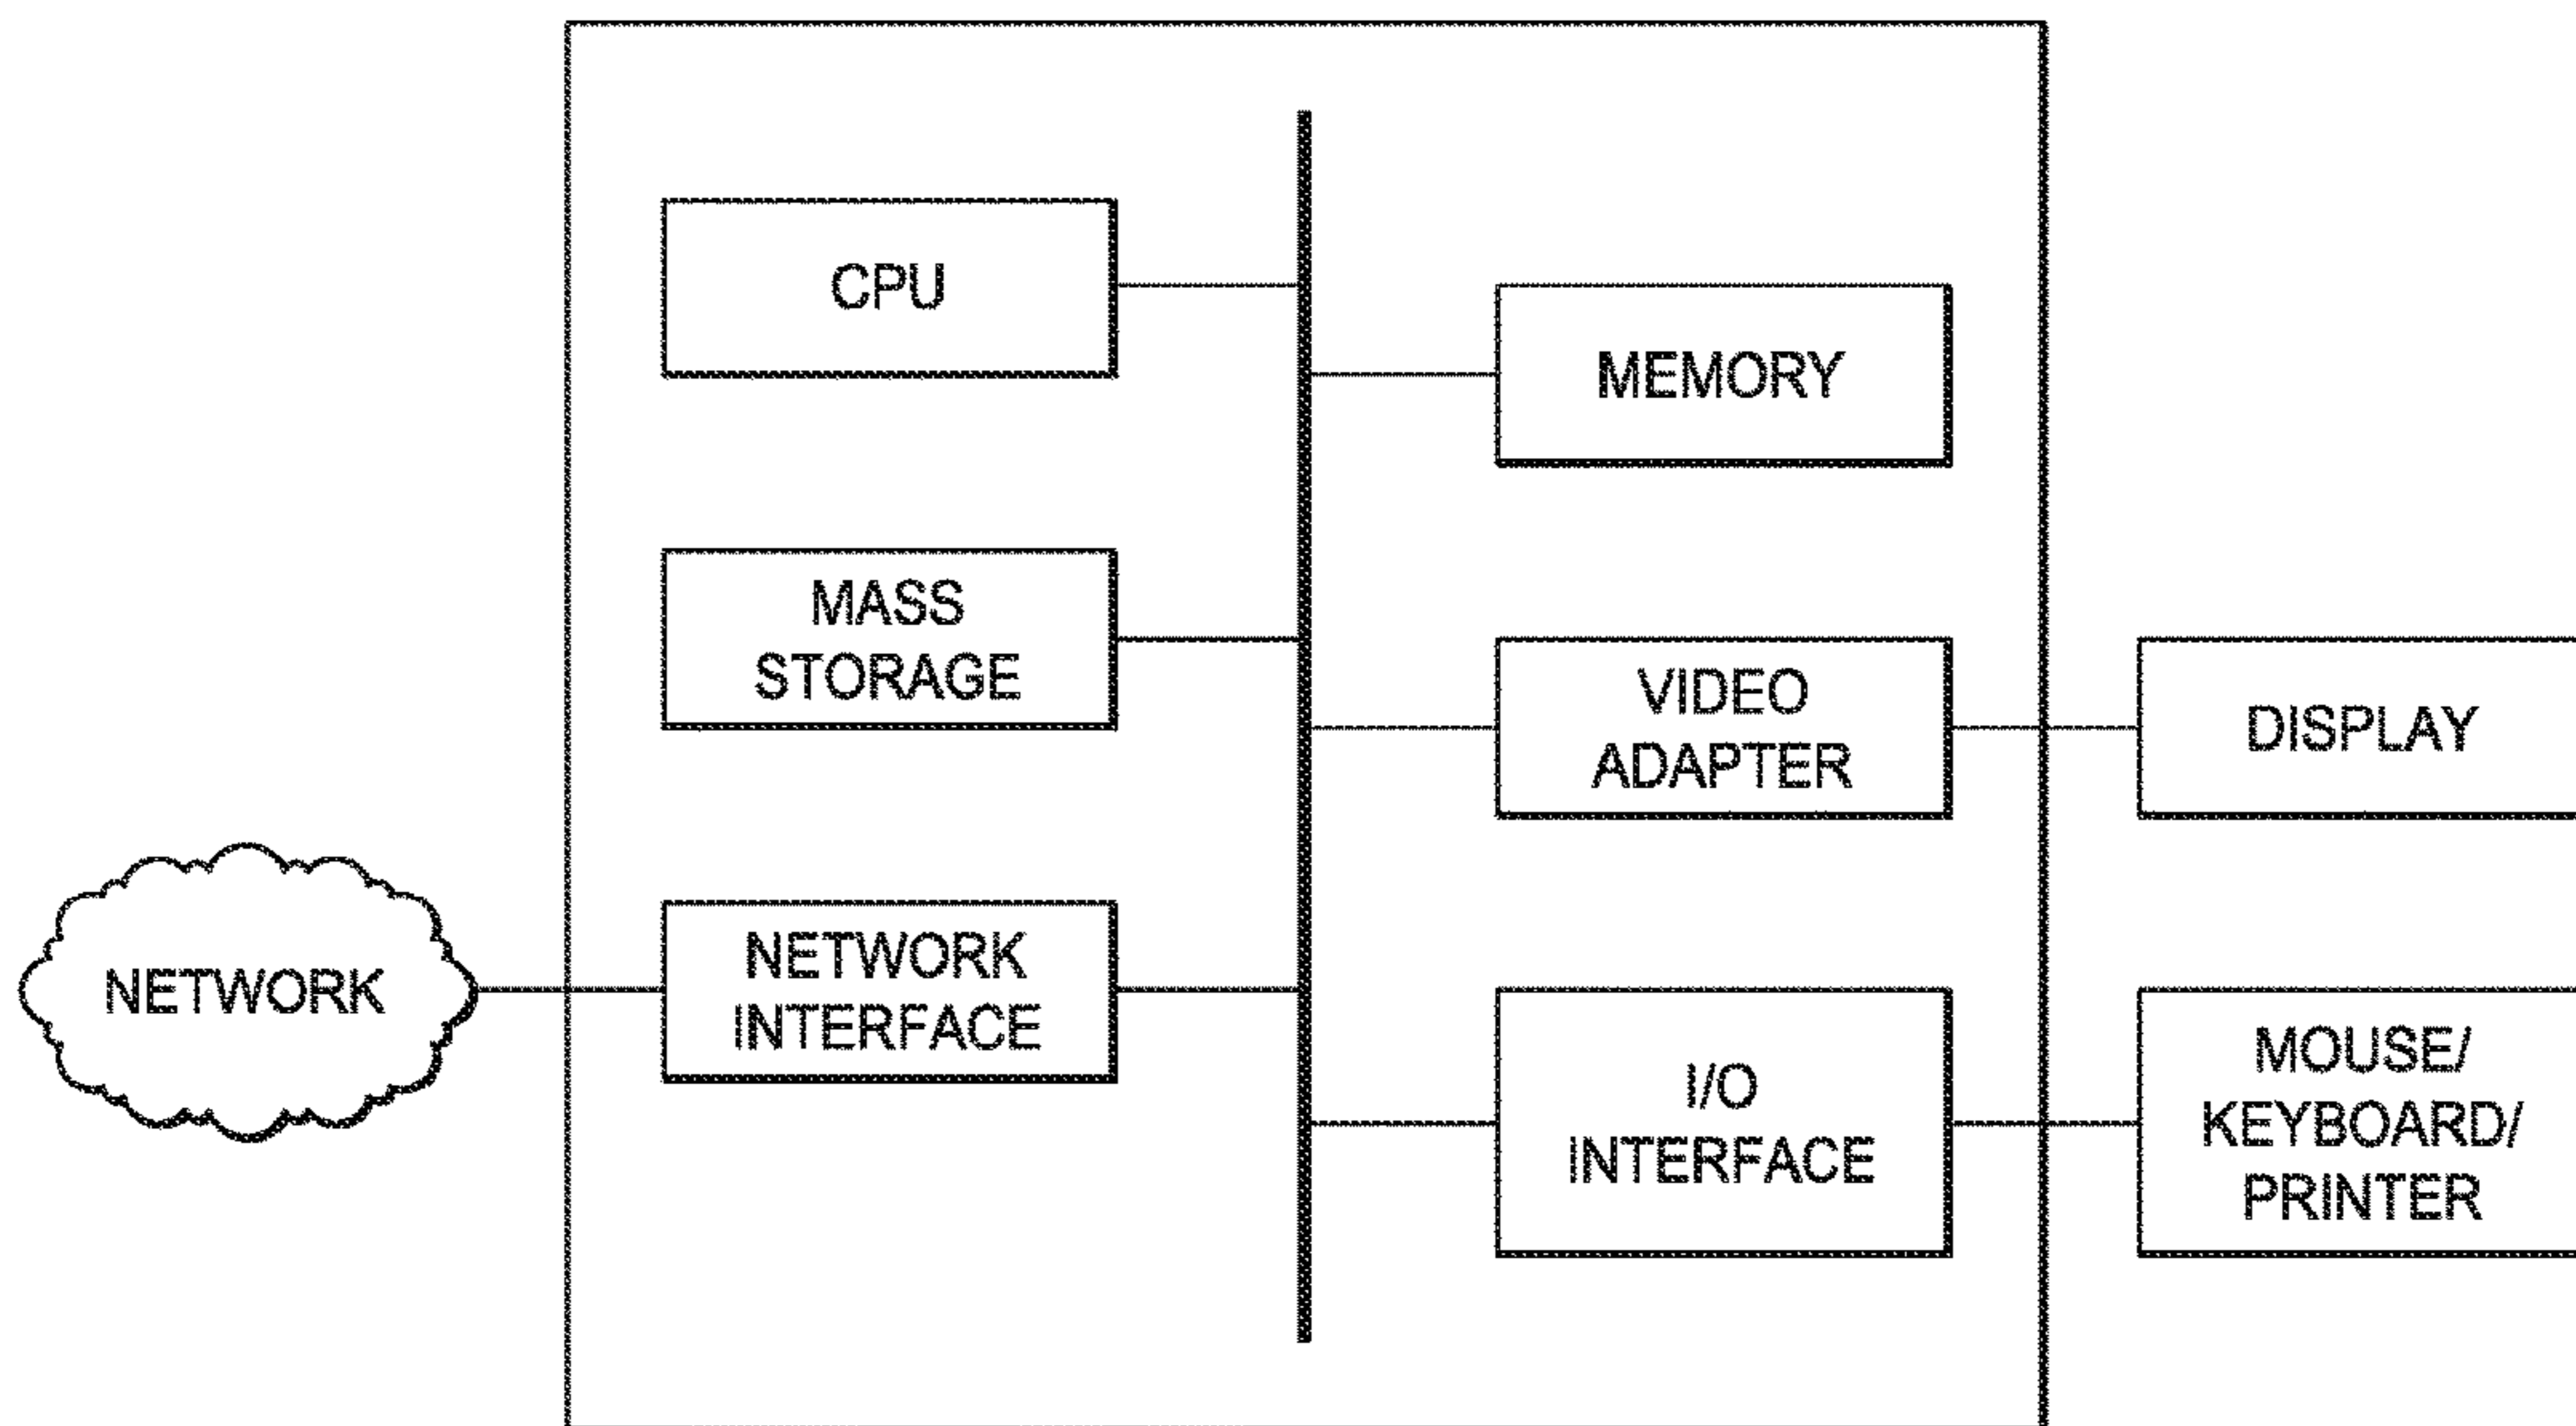 CPU
MEMORY
MASS
STORAGE
VIDEO
ADAPTER
DISPLAY
NETWORK
NETWORK
INTERFACE
I/O
INTERFACE
MOUSE/
KEYBOARD/
PRINTER